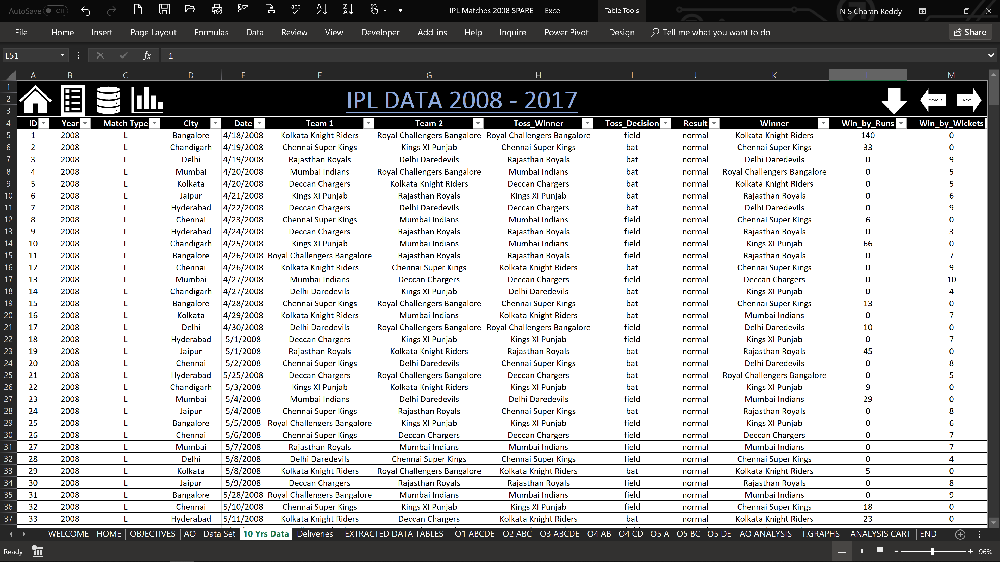 AutoSave Off abc A Z Z A IPL Matches 2008 SPARE - Excel Table Tools N S Charan Reddy
File Home Insert Page Layout Formulas Data Review View Developer Add-ins Help Inquire Power Pivot Design Tell me what you want to do Share
L51 fx 1
A B C D E F G H I J K L M
1
2 IPL DATA 2008 - 2017 Previous Next
3
4 ID Year Match Type City Date Team 1 Team 2 Toss_Winner Toss_Decision Result Winner Win_by_Runs Win_by_Wickets
5 1 2008 L Bangalore 4/18/2008 Kolkata Knight Riders Royal Challengers Bangalore Royal Challengers Bangalore field normal Kolkata Knight Riders 140 0
6 2 2008 L Chandigarh 4/19/2008 Chennai Super Kings Kings XI Punjab Chennai Super Kings bat normal Chennai Super Kings 33 0
7 3 2008 L Delhi 4/19/2008 Rajasthan Royals Delhi Daredevils Rajasthan Royals bat normal Delhi Daredevils 0 9
8 4 2008 L Mumbai 4/20/2008 Mumbai Indians Royal Challengers Bangalore Mumbai Indians bat normal Royal Challengers Bangalore 0 5
9 5 2008 L Kolkata 4/20/2008 Deccan Chargers Kolkata Knight Riders Deccan Chargers bat normal Kolkata Knight Riders 0 5
10 6 2008 L Jaipur 4/21/2008 Kings XI Punjab Rajasthan Royals Kings XI Punjab bat normal Rajasthan Royals 0 6
11 7 2008 L Hyderabad 4/22/2008 Deccan Chargers Delhi Daredevils Deccan Chargers bat normal Delhi Daredevils 0 9
12 8 2008 L Chennai 4/23/2008 Chennai Super Kings Mumbai Indians Mumbai Indians field normal Chennai Super Kings 6 0
13 9 2008 L Hyderabad 4/24/2008 Deccan Chargers Rajasthan Royals Rajasthan Royals field normal Rajasthan Royals 0 3
14 10 2008 L Chandigarh 4/25/2008 Kings XI Punjab Mumbai Indians Mumbai Indians field normal Kings XI Punjab 66 0
15 11 2008 L Bangalore 4/26/2008 Royal Challengers Bangalore Rajasthan Royals Rajasthan Royals field normal Rajasthan Royals 0 7
16 12 2008 L Chennai 4/26/2008 Kolkata Knight Riders Chennai Super Kings Kolkata Knight Riders bat normal Chennai Super Kings 0 9
17 13 2008 L Mumbai 4/27/2008 Mumbai Indians Deccan Chargers Deccan Chargers field normal Deccan Chargers 0 10
18 14 2008 L Chandigarh 4/27/2008 Delhi Daredevils Kings XI Punjab Delhi Daredevils bat normal Kings XI Punjab 0 4
19 15 2008 L Bangalore 4/28/2008 Chennai Super Kings Royal Challengers Bangalore Chennai Super Kings bat normal Chennai Super Kings 13 0
20 16 2008 L Kolkata 4/29/2008 Kolkata Knight Riders Mumbai Indians Kolkata Knight Riders bat normal Mumbai Indians 0 7
21 17 2008 L Delhi 4/30/2008 Delhi Daredevils Royal Challengers Bangalore Royal Challengers Bangalore field normal Delhi Daredevils 10 0
22 18 2008 L Hyderabad 5/1/2008 Deccan Chargers Kings XI Punjab Kings XI Punjab field normal Kings XI Punjab 0 7
23 19 2008 L Jaipur 5/1/2008 Rajasthan Royals Kolkata Knight Riders Rajasthan Royals bat normal Rajasthan Royals 45 0
24 20 2008 L Chennai 5/2/2008 Chennai Super Kings Delhi Daredevils Chennai Super Kings bat normal Delhi Daredevils 0 8
25 21 2008 L Hyderabad 5/25/2008 Deccan Chargers Royal Challengers Bangalore Deccan Chargers bat normal Royal Challengers Bangalore 0 5
26 22 2008 L Chandigarh 5/3/2008 Kings XI Punjab Kolkata Knight Riders Kings XI Punjab bat normal Kings XI Punjab 9 0
27 23 2008 L Mumbai 5/4/2008 Mumbai Indians Delhi Daredevils Delhi Daredevils field normal Mumbai Indians 29 0
28 24 2008 L Jaipur 5/4/2008 Chennai Super Kings Rajasthan Royals Chennai Super Kings bat normal Rajasthan Royals 0 8
29 25 2008 L Bangalore 5/5/2008 Royal Challengers Bangalore Kings XI Punjab Kings XI Punjab field normal Kings XI Punjab 0 6
30 26 2008 L Chennai 5/6/2008 Chennai Super Kings Deccan Chargers Deccan Chargers field normal Deccan Chargers 0 7
31 27 2008 L Mumbai 5/7/2008 Rajasthan Royals Mumbai Indians Mumbai Indians field normal Mumbai Indians 0 7
32 28 2008 L Delhi 5/8/2008 Delhi Daredevils Chennai Super Kings Chennai Super Kings field normal Chennai Super Kings 0 4
33 29 2008 L Kolkata 5/8/2008 Kolkata Knight Riders Royal Challengers Bangalore Kolkata Knight Riders bat normal Kolkata Knight Riders 5 0
34 30 2008 L Jaipur 5/9/2008 Deccan Chargers Rajasthan Royals Rajasthan Royals field normal Rajasthan Royals 0 8
35 31 2008 L Bangalore 5/28/2008 Royal Challengers Bangalore Mumbai Indians Mumbai Indians field normal Mumbai Indians 0 9
36 32 2008 L Chennai 5/10/2008 Chennai Super Kings Kings XI Punjab Kings XI Punjab field normal Chennai Super Kings 18 0
37 33 2008 L Hyderabad 5/11/2008 Kolkata Knight Riders Deccan Chargers Kolkata Knight Riders bat normal Kolkata Knight Riders 23 0
WELCOME HOME OBJECTIVES AO Data Set 10 Yrs Data Deliveries EXTRACTED DATA TABLES O1 ABCDE O2 ABC O3 ABCDE O4 AB O4 CD O5 A O5 BC O5 DE AO ANALYSIS T.GRAPHS ANALYSIS CART END
Ready 96%